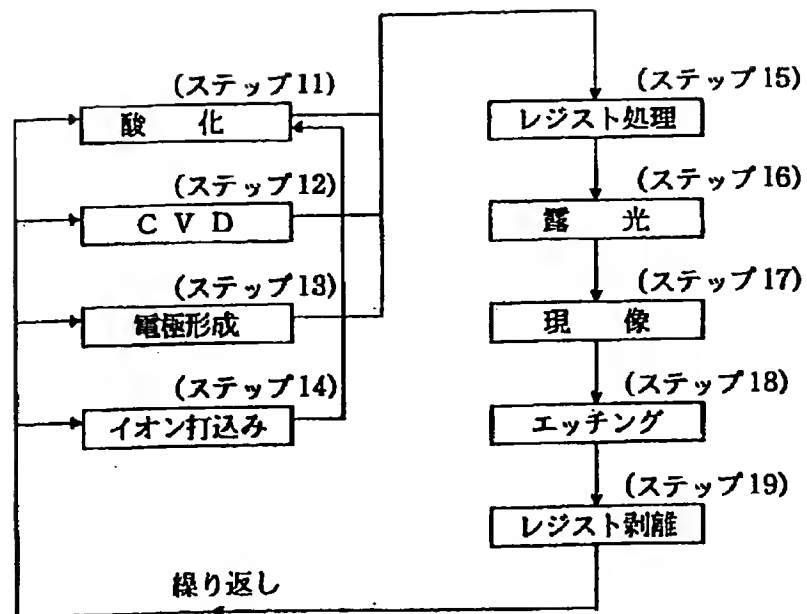 (ステップ11)
酸 化
(ステップ12)
C V D
(ステップ13)
電極形成
(ステップ14)
イオン打込み
(ステップ15)
レジスト処理
(ステップ16)
露 光
(ステップ17)
現 像
(ステップ18)
エッチング
(ステップ19)
レジスト剥離
繰り返し